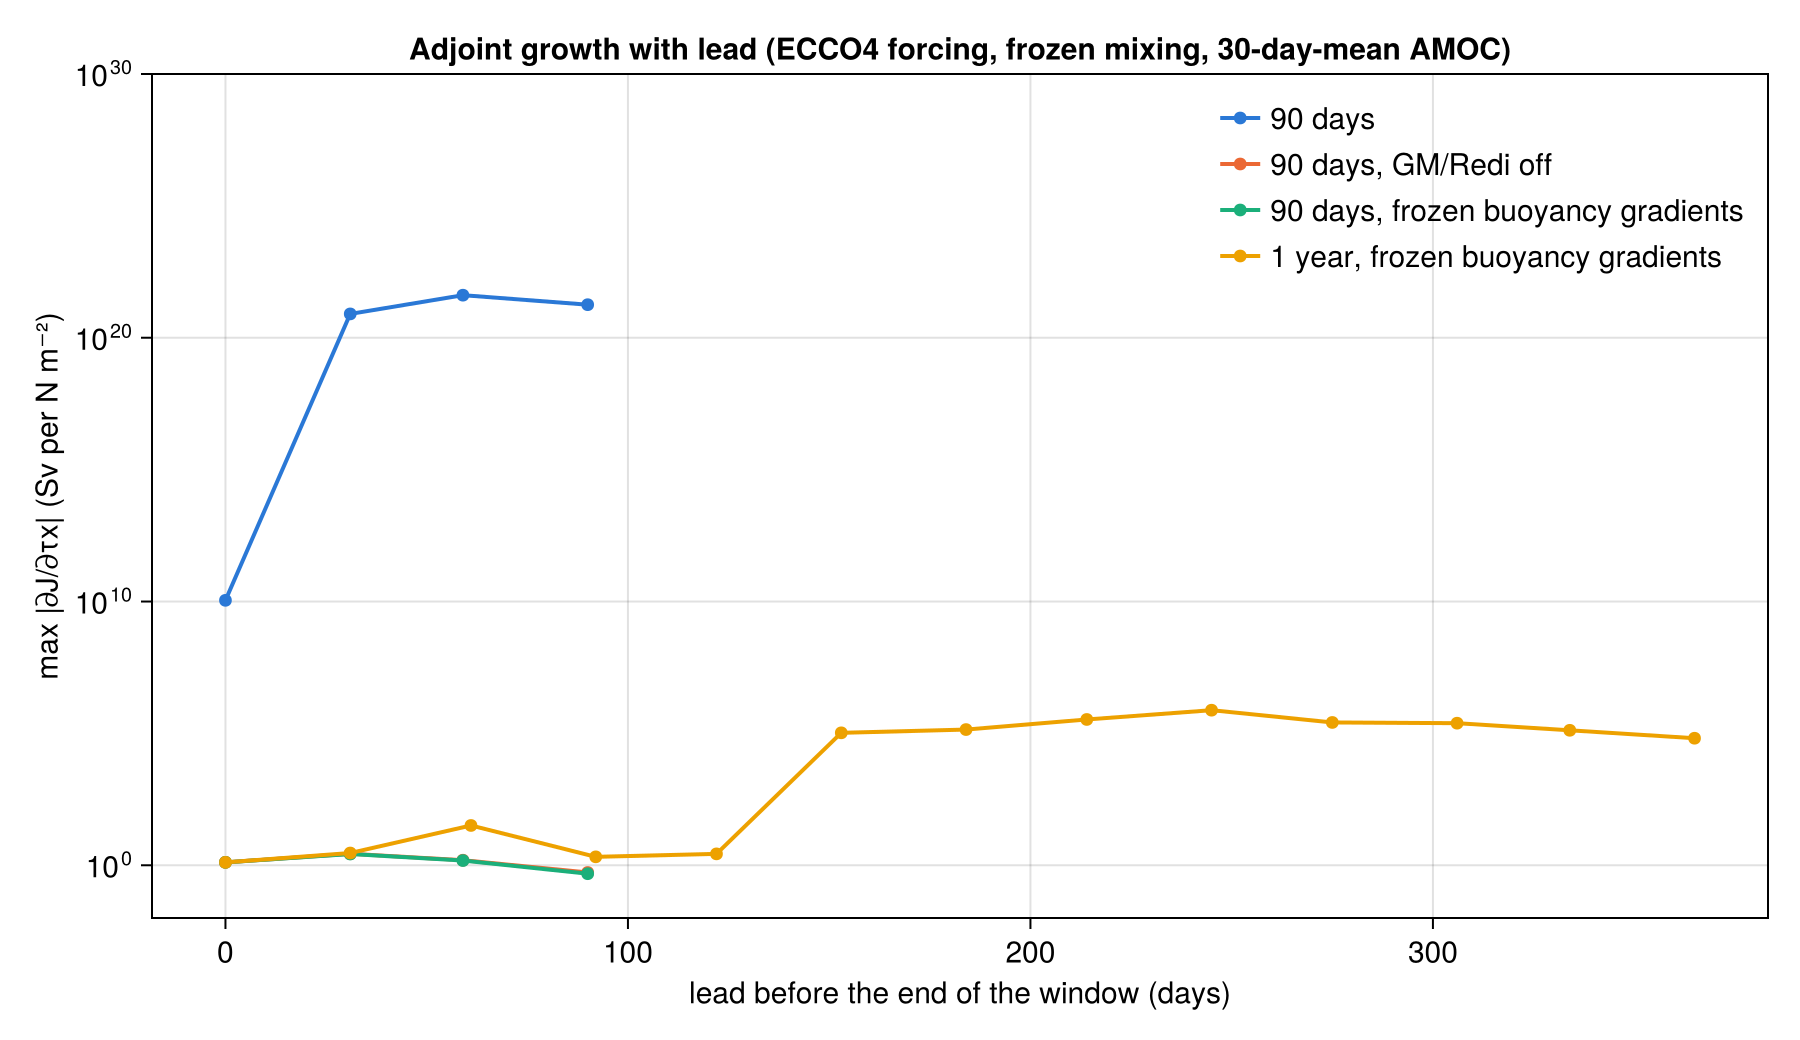 Adjoint growth with lead (ECCO4 forcing, frozen mixing, 30-day-mean AMOC)
10³⁰
10²⁰
10¹⁰
10⁰
max |∂J/∂τx| (Sv per N m⁻²)
90 days
90 days, GM/Redi off
90 days, frozen buoyancy gradients
1 year, frozen buoyancy gradients
0
100
200
300
lead before the end of the window (days)